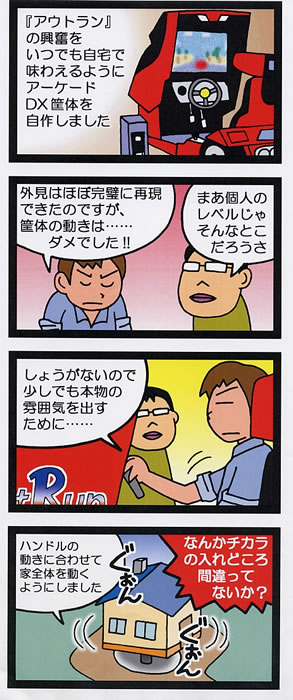 『アウトラン』
の興奮を
いつでも自宅で
味わえるように
アーケード
DX筐体を
自作しました
まあ個人の
レベルじゃ
そんなとこ
だろうさ
外見はほぼ完璧に再現
できたのですが、
筐体の動きは……
ダメでした!!
しょうがないので
少しでも本物の
雰囲気を出す
ために……
tRun
なんかチカラ
の入れどころ
間違って
ないか?
ハンドルの
動きに合わせて
家全体を動く
ようにしました
ぐぉん
ぐぉん